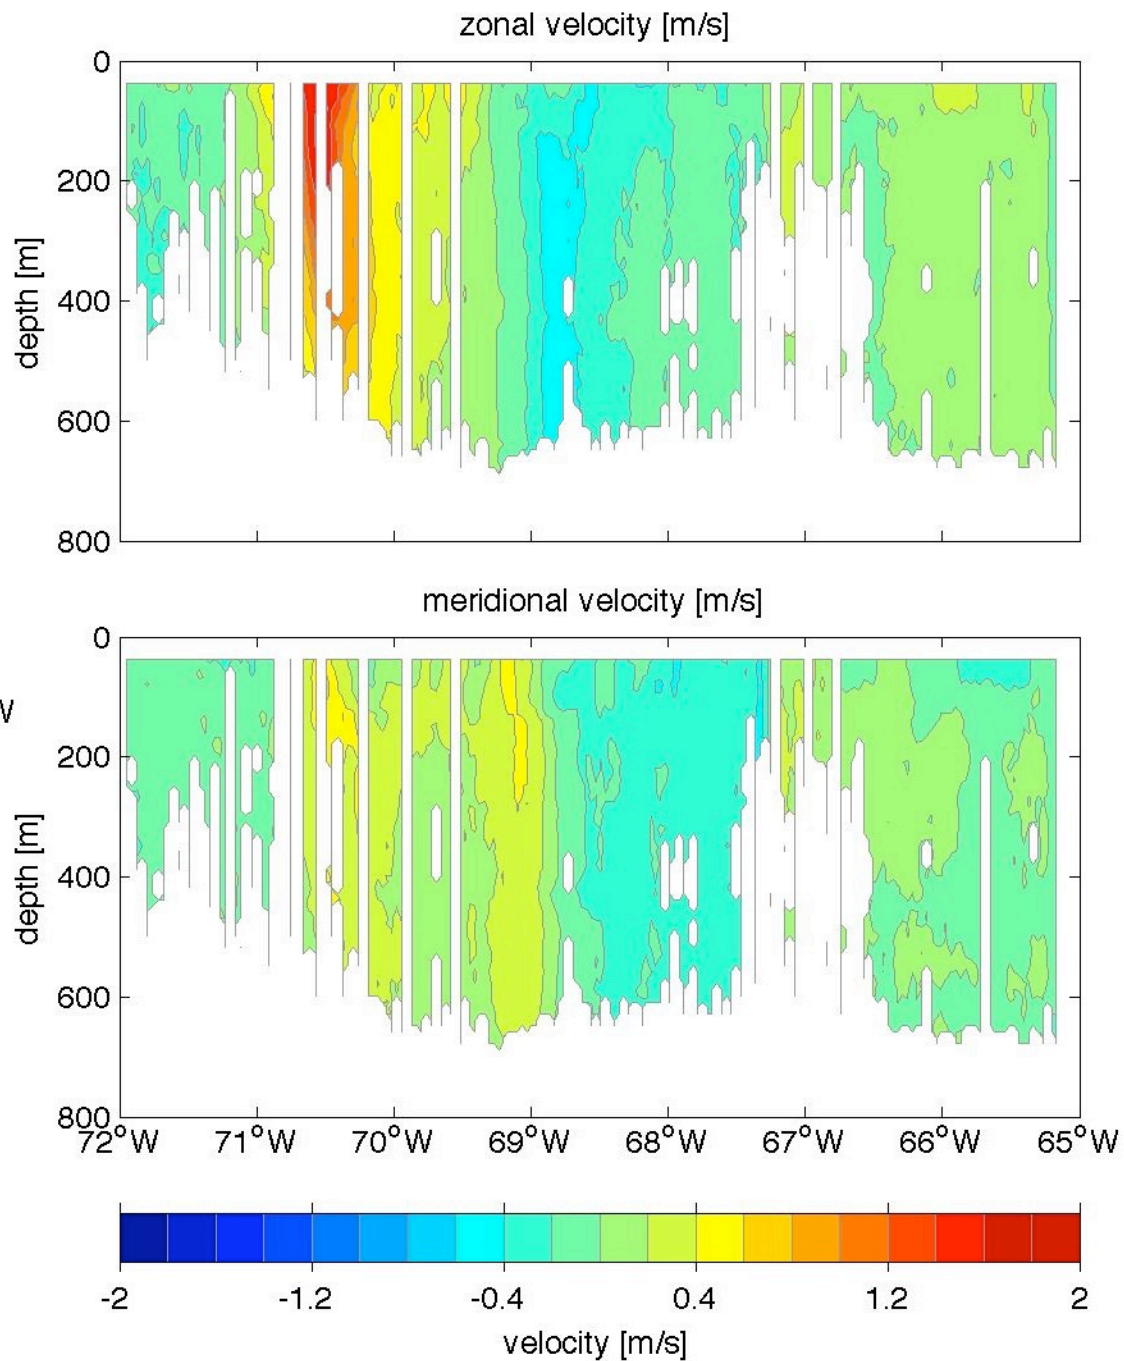 zonal velocity [m/s]
0
200
400
600
800
depth [m]
meridional velocity [m/s]
W
0
200
400
600
800
depth [m]
72°W 71°W 70°W 69°W 68°W 67°W 66°W 65°W
-2 -1.2 -0.4 0.4 1.2 2
velocity [m/s]